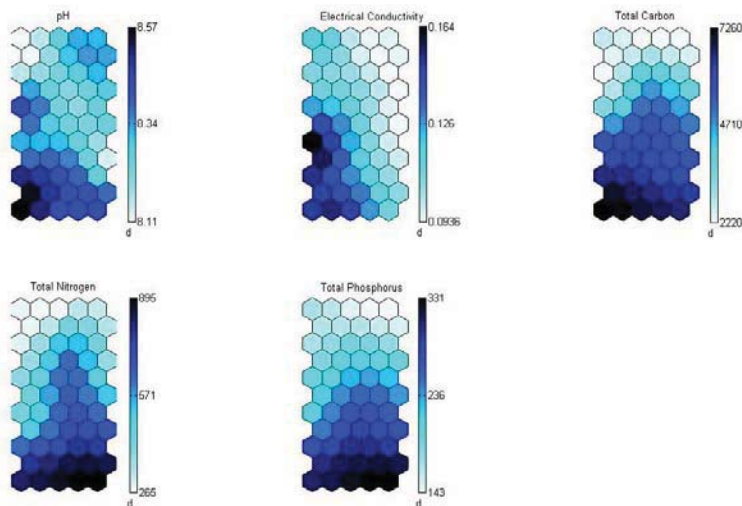 pH
8.57
8.34
8.11
d
Electrical Conductivity
0.164
0.126
0.0936
d
Total Carbon
7260
4710
2220
d
Total Nitrogen
895
571
265
d
Total Phosphorus
331
236
143
d